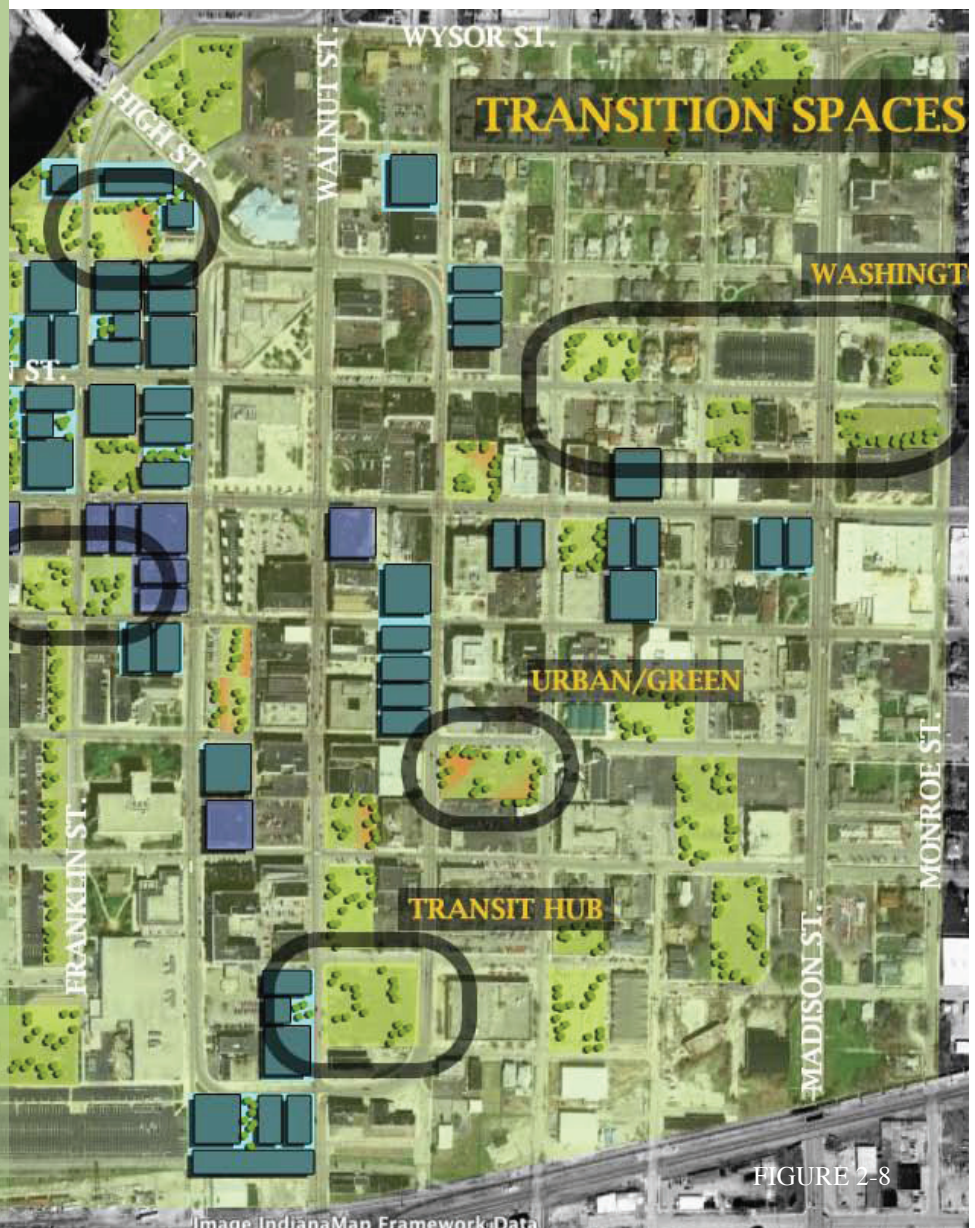 WYSOR ST.
WALNUT ST.
HIGH ST.
TRANSITION SPACES
WASHINGT
ST.
URBAN/GREEN
MONROE ST.
FRANKLIN ST.
TRANSIT HUB
MADISON ST.
FIGURE 2-8
Image IndianaMap Framework Data